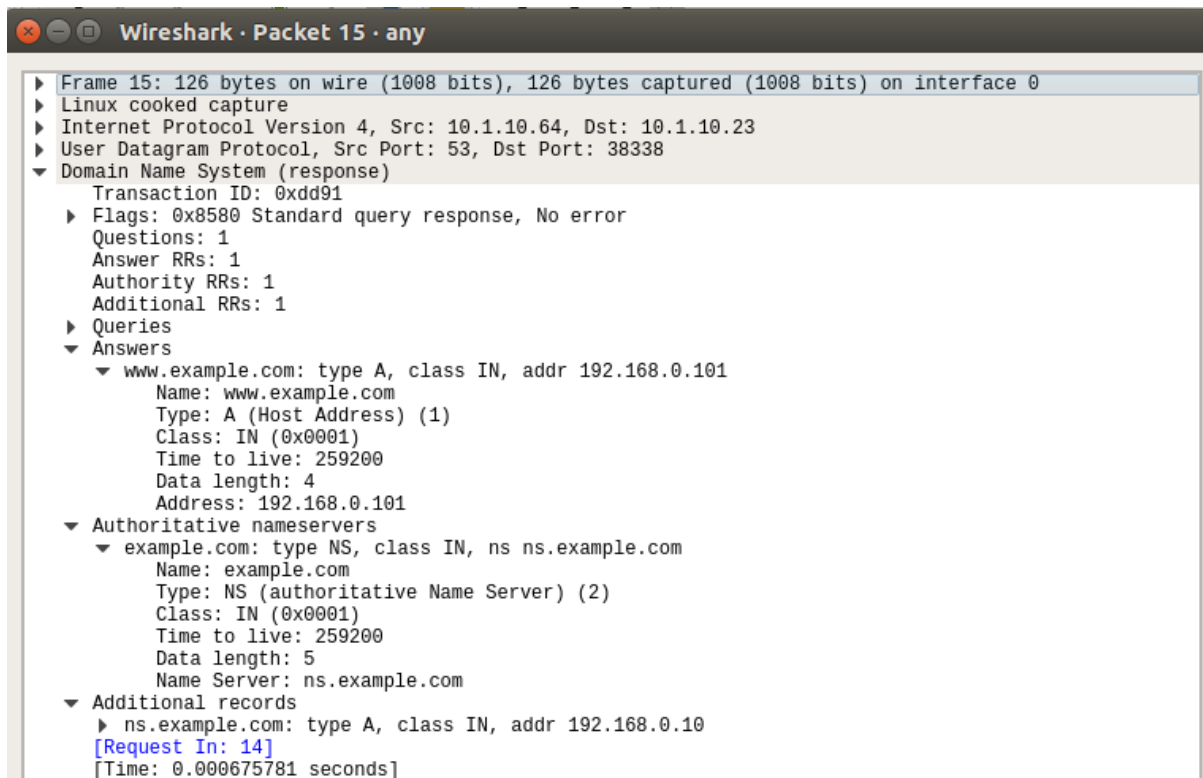 Wireshark · Packet 15 · any
Frame 15: 126 bytes on wire (1008 bits), 126 bytes captured (1008 bits) on interface 0
Linux cooked capture
Internet Protocol Version 4, Src: 10.1.10.64, Dst: 10.1.10.23
User Datagram Protocol, Src Port: 53, Dst Port: 38338
Domain Name System (response)
Transaction ID: 0xdd91
Flags: 0x8580 Standard query response, No error
Questions: 1
Answer RRs: 1
Authority RRs: 1
Additional RRs: 1
Queries
Answers
www.example.com: type A, class IN, addr 192.168.0.101
Name: www.example.com
Type: A (Host Address) (1)
Class: IN (0x0001)
Time to live: 259200
Data length: 4
Address: 192.168.0.101
Authoritative nameservers
example.com: type NS, class IN, ns ns.example.com
Name: example.com
Type: NS (authoritative Name Server) (2)
Class: IN (0x0001)
Time to live: 259200
Data length: 5
Name Server: ns.example.com
Additional records
ns.example.com: type A, class IN, addr 192.168.0.10
[Request In: 14]
[Time: 0.000675781 seconds]